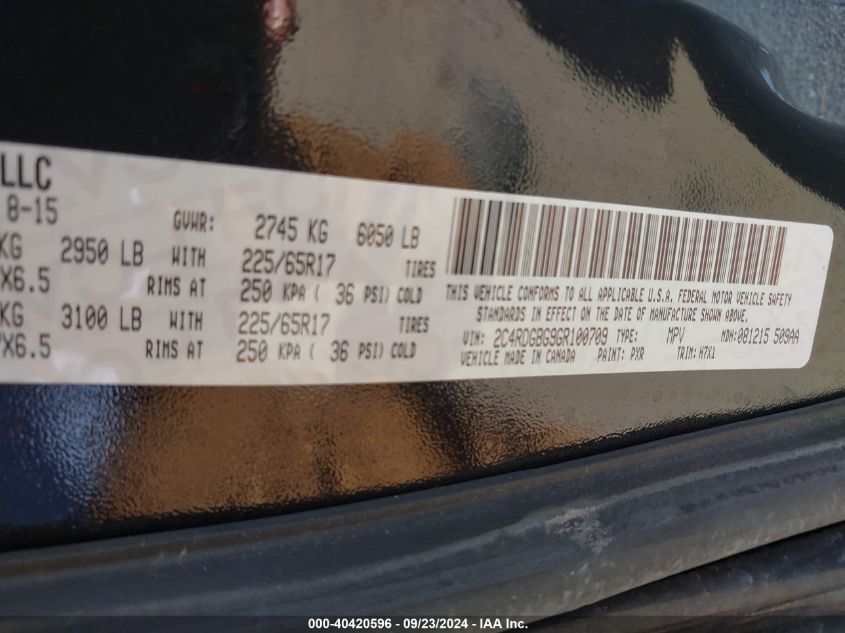 LLC
8-15 GVWR: 2745 KG 6050 LB
KG 2950 LB WITH 225/65R17 TIRES
X6.5 RIMS AT 250 KPA ( 36 PSI) COLD
KG 3100 LB WITH 225/65R17 TIRES
X6.5 RIMS AT 250 KPA ( 36 PSI) COLD
THIS VEHICLE CONFORMS TO ALL APPLICABLE U.S.A. FEDERAL MOTOR VEHICLE SAFETY
STANDARDS IN EFFECT ON THE DATE OF MANUFACTURE SHOWN ABOVE.
VIN: 2C4RDGBG9GR100709 TYPE: MPV MDH: 081215 509AA
VEHICLE MADE IN CANADA PAINT: PXR TRIM: H7X1
000-40420596 - 09/23/2024 - IAA Inc.